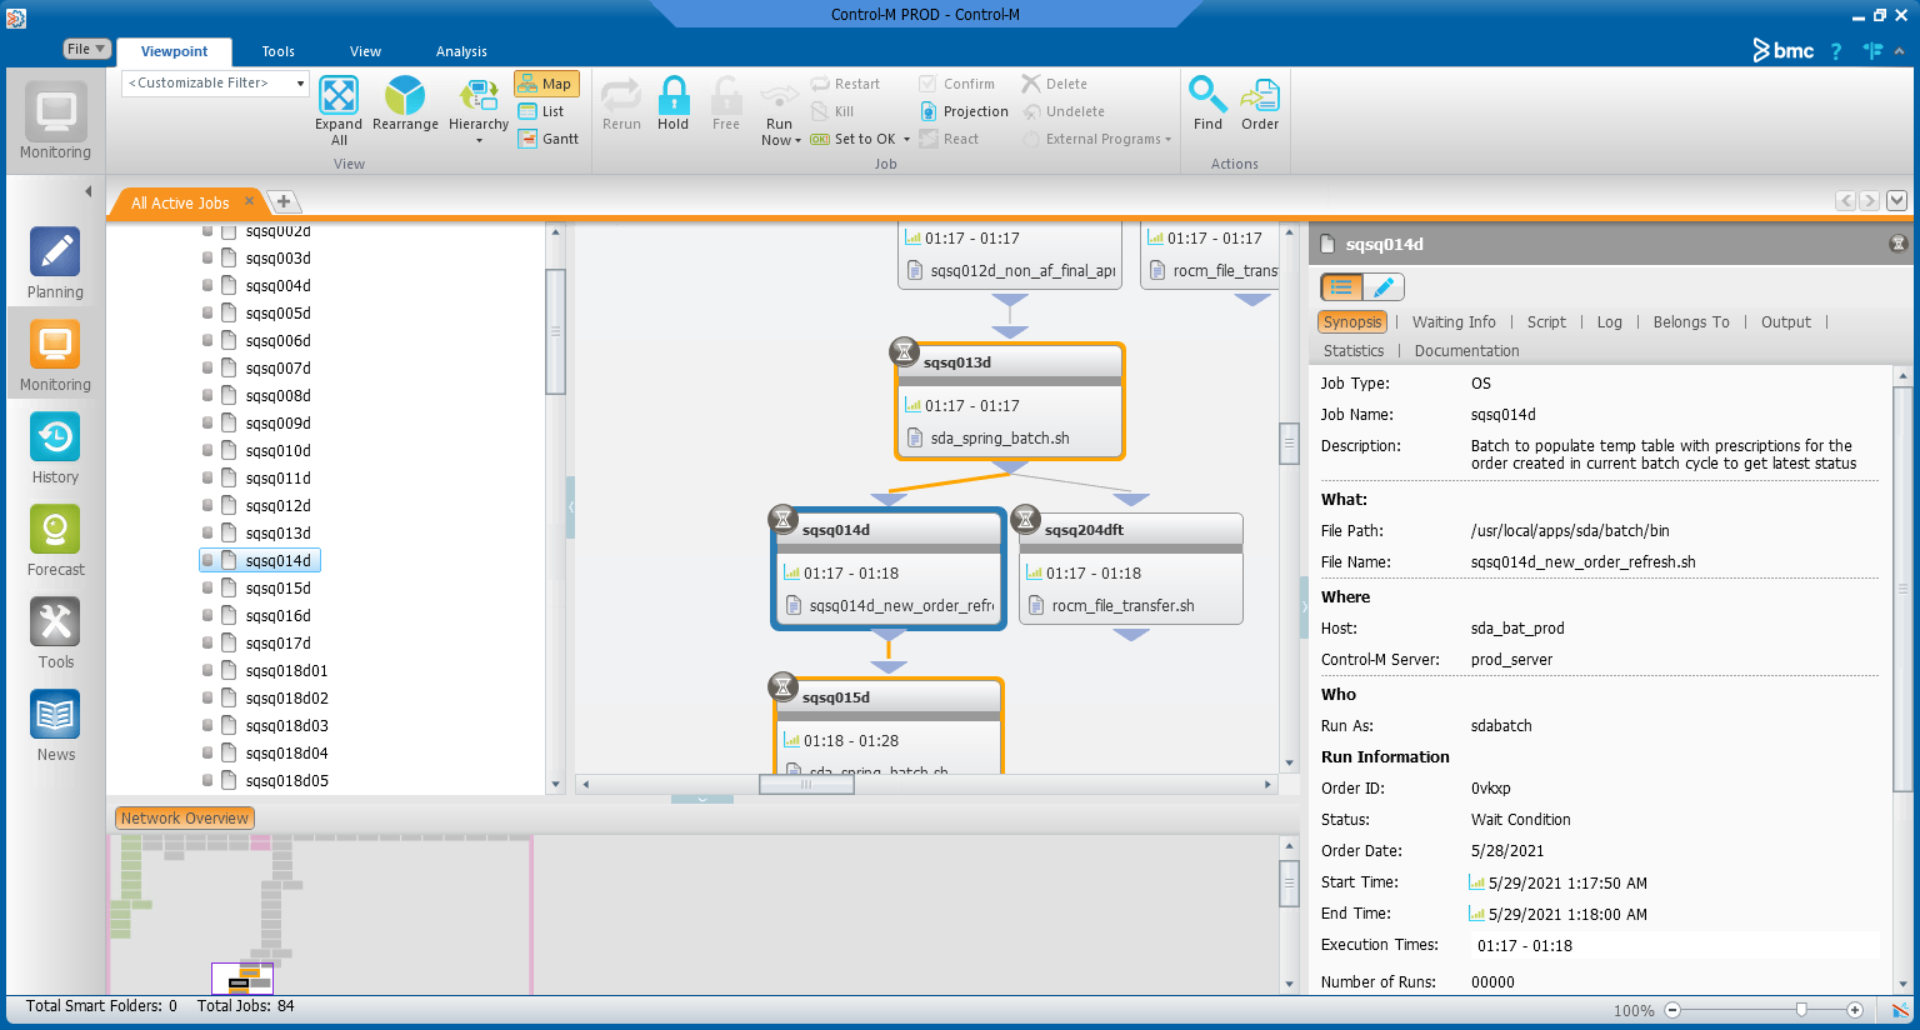 Control-M PROD - Control-M
File
Viewpoint
Tools
View
Analysis
bmc
?
Monitoring
<Customizable Filter>
Expand
All
Rearrange
Hierarchy
Map
List
Gantt
View
Rerun
Hold
Free
Run
Now
Restart
Kill
OK Set to OK
Confirm
Projection
React
Delete
Undelete
External Programs
Job
Find
Order
Actions
All Active Jobs
Planning
Monitoring
History
Forecast
Tools
News
sqsq002d
sqsq003d
sqsq004d
sqsq005d
sqsq006d
sqsq007d
sqsq008d
sqsq009d
sqsq010d
sqsq011d
sqsq012d
sqsq013d
sqsq014d
sqsq015d
sqsq016d
sqsq017d
sqsq018d01
sqsq018d02
sqsq018d03
sqsq018d04
sqsq018d05
01:17 - 01:17
sqsq012d_non_af_final_apr
01:17 - 01:17
rocm_file_trans
sqsq013d
01:17 - 01:17
sda_spring_batch.sh
sqsq014d
01:17 - 01:18
sqsq014d_new_order_refr
sqsq204dft
01:17 - 01:18
rocm_file_transfer.sh
sqsq015d
01:18 - 01:28
sda_spring_batch.sh
sqsq014d
Synopsis | Waiting Info | Script | Log | Belongs To | Output |
Statistics | Documentation
Job Type: OS
Job Name: sqsq014d
Description: Batch to populate temp table with prescriptions for the
order created in current batch cycle to get latest status
What:
File Path: /usr/local/apps/sda/batch/bin
File Name: sqsq014d_new_order_refresh.sh
Where
Host: sda_bat_prod
Control-M Server: prod_server
Who
Run As: sdabatch
Run Information
Order ID: 0vkxp
Status: Wait Condition
Order Date: 5/28/2021
Start Time: 5/29/2021 1:17:50 AM
End Time: 5/29/2021 1:18:00 AM
Execution Times: 01:17 - 01:18
Number of Runs: 00000
Network Overview
Total Smart Folders: 0 Total Jobs: 84
100%